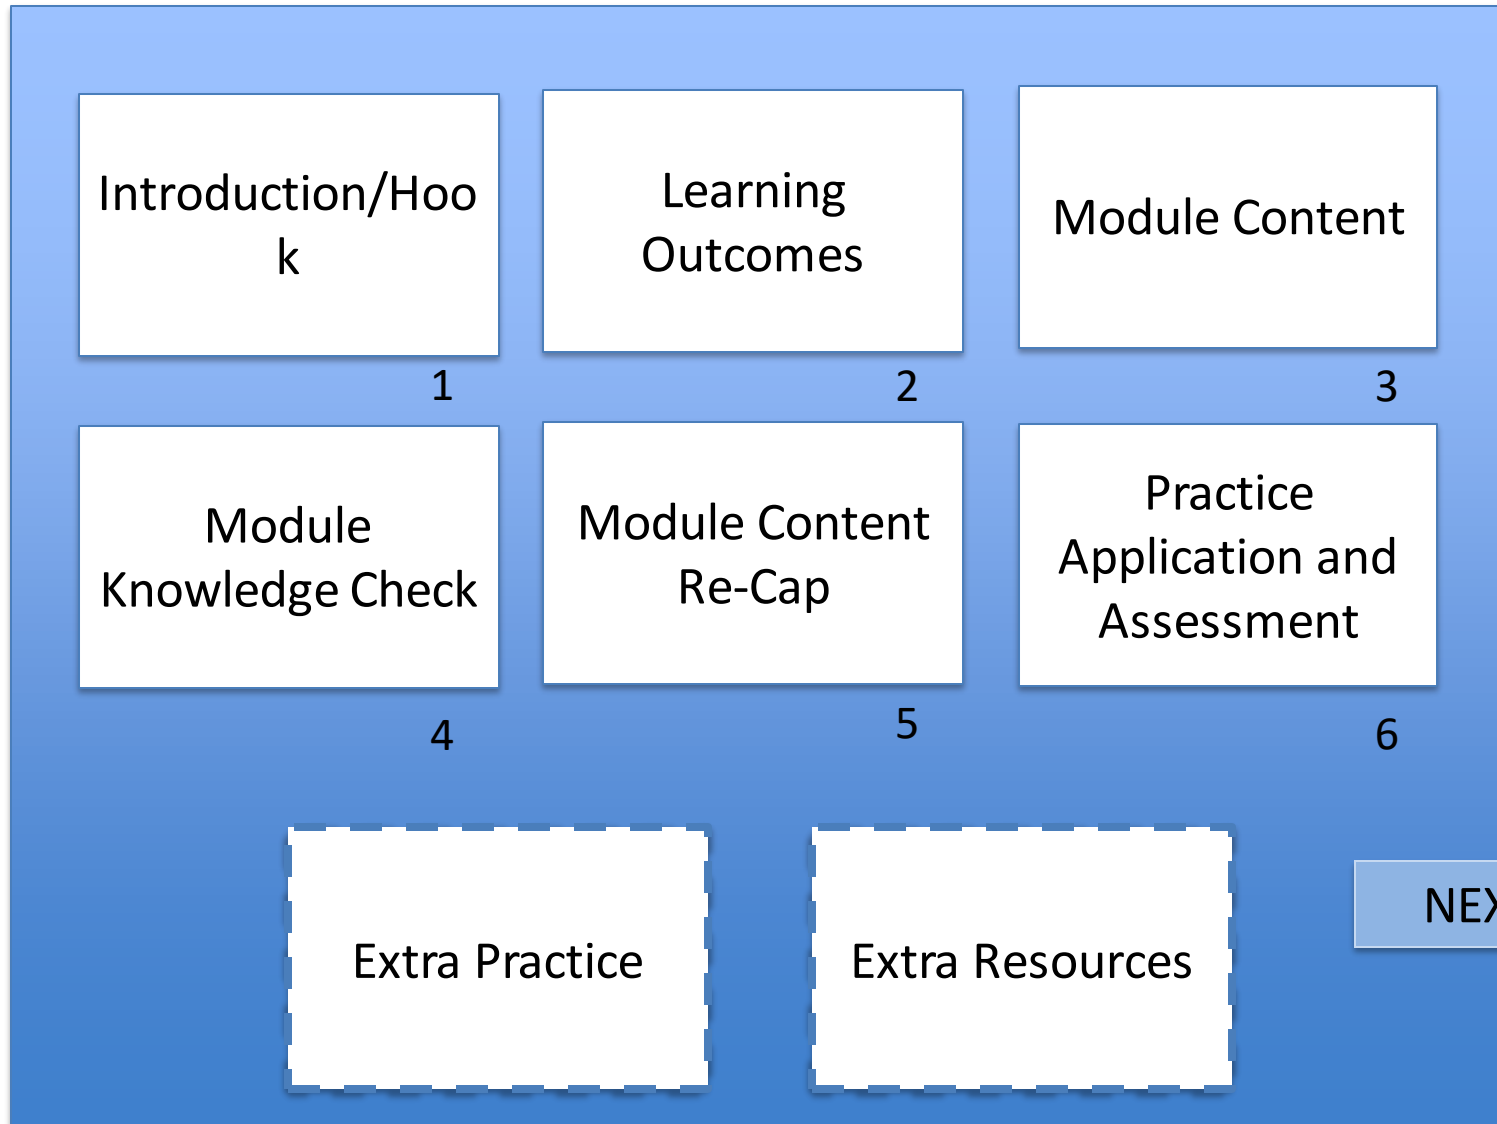 Introduction/Hoo
k
Learning
Outcomes
Module Content
1
2
3
Module
Knowledge Check
Module Content
Re-Cap
Practice
Application and
Assessment
4
5
6
Extra Practice
Extra Resources